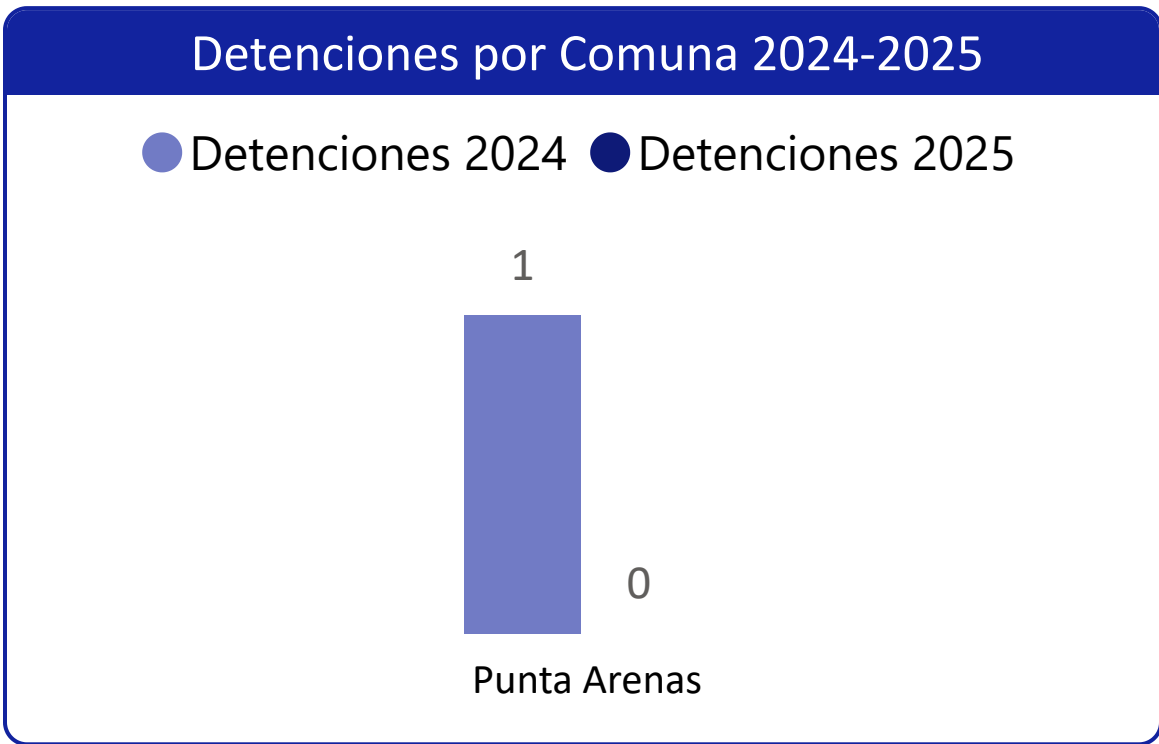 Detenciones por Comuna 2024-2025
Detenciones 2024 Detenciones 2025
1
0
Punta Arenas